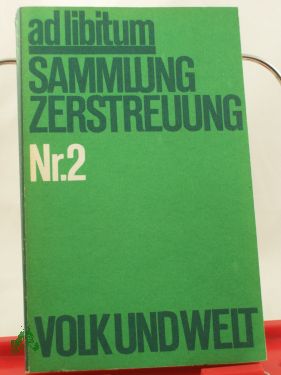 ad libitum
SAMMLUNG
ZERSTREUUNG
Nr.2
VOLK UND WELT